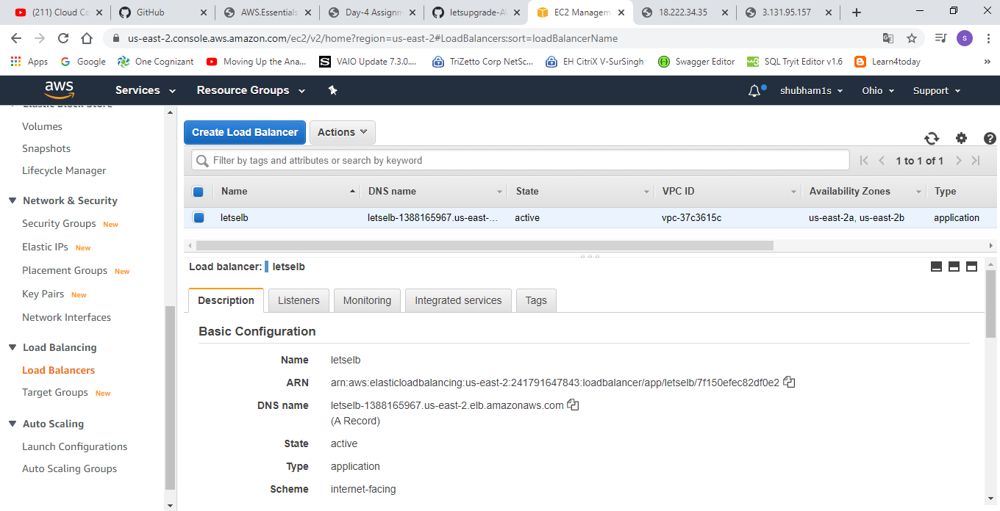 (211) Cloud Co
GitHub
AWS.Essentials
Day-4 Assignm
letsupgrade-A
EC2 Managem
18.222.34.35
3.131.95.157
us-east-2.console.aws.amazon.com/ec2/v2/home?region=us-east-2#LoadBalancers:sort=loadBalancerName
S
Apps
Google
One Cognizant
Moving Up the Ana...
VAIO Update 7.3.0....
TriZetto Corp NetSc...
EH CitriX V-SurSingh
Swagger Editor
SQL Tryit Editor v1.6
Learn4today
»
aws
Services
Resource Groups
shubham1s
Ohio
Support
Elastic Block Store
Volumes
Snapshots
Lifecycle Manager
Network & Security
Security Groups New
Elastic IPs New
Placement Groups New
Key Pairs New
Network Interfaces
Load Balancing
Load Balancers
Target Groups New
Auto Scaling
Launch Configurations
Auto Scaling Groups
Create Load Balancer
Actions
Filter by tags and attributes or search by keyword
1 to 1 of 1
Name DNS name State VPC ID Availability Zones Type
letselb letselb-1388165967.us-east-... active vpc-37c3615c us-east-2a, us-east-2b application
Load balancer: letselb
Description Listeners Monitoring Integrated services Tags
Basic Configuration
Name letselb
ARN arn:aws:elasticloadbalancing:us-east-2:241791647843:loadbalancer/app/letselb/7f150efec82df0e2
DNS name letselb-1388165967.us-east-2.elb.amazonaws.com
(A Record)
State active
Type application
Scheme internet-facing